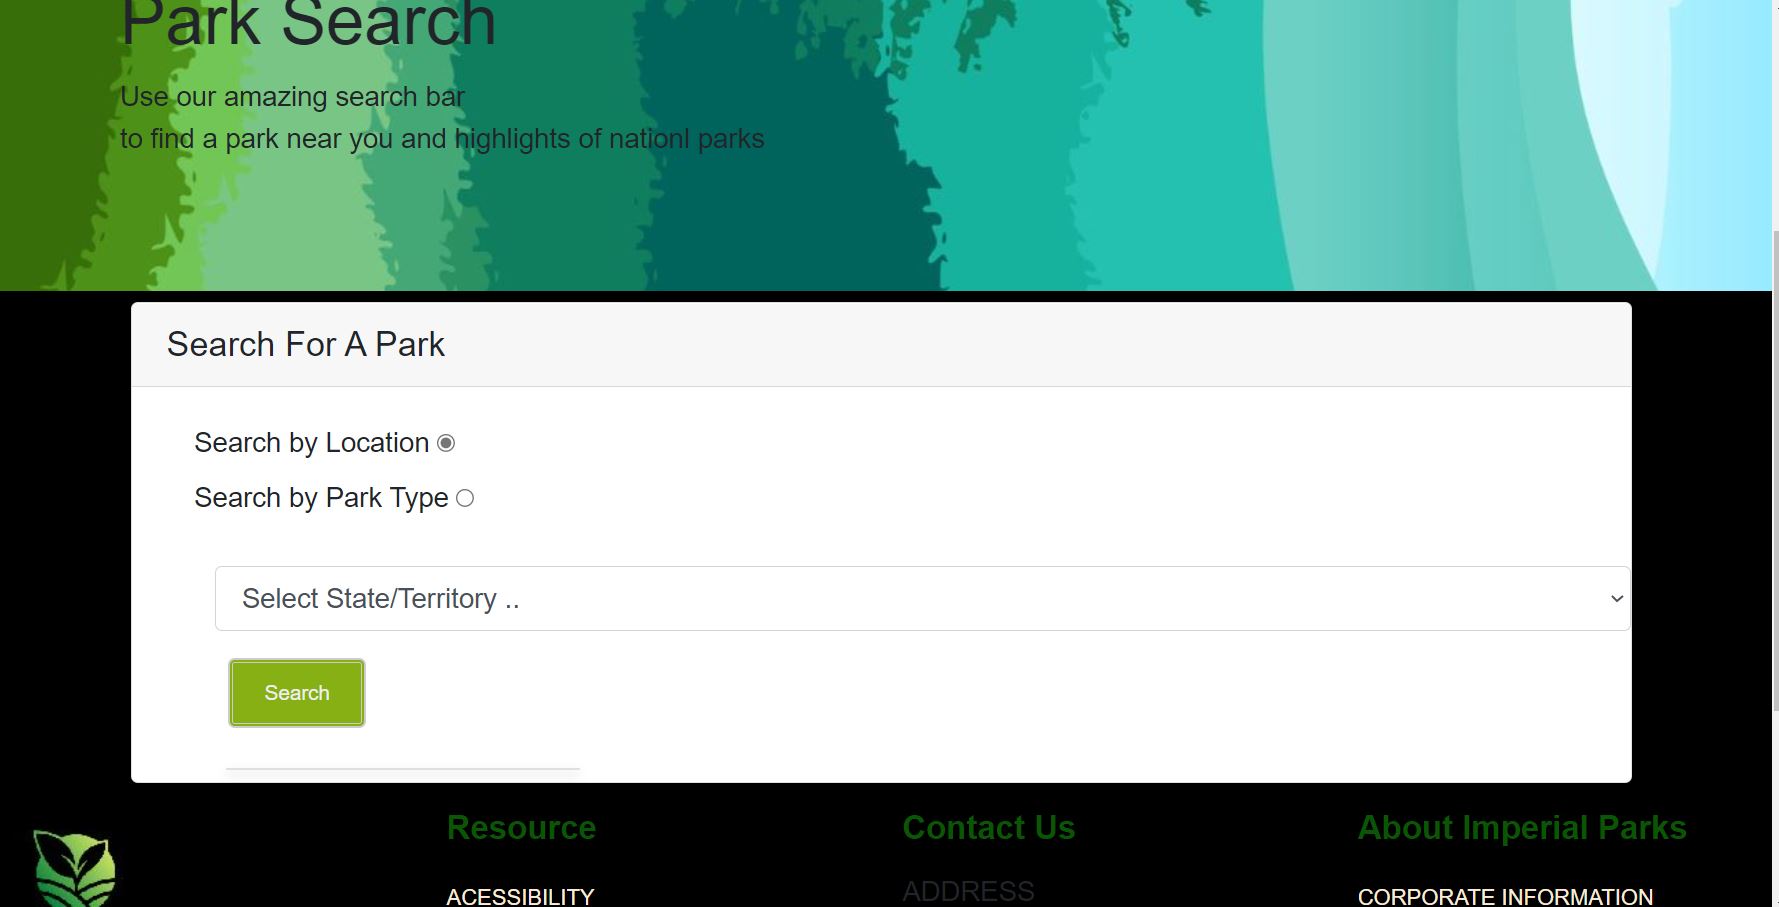 Park Search
Use our amazing search bar
to find a park near you and highlights of nationl parks
Search For A Park
Search by Location
Search by Park Type
Select State/Territory ..
Search
Resource
Contact Us
About Imperial Parks
ACESSIBILITY
ADDRESS
CORPORATE INFORMATION